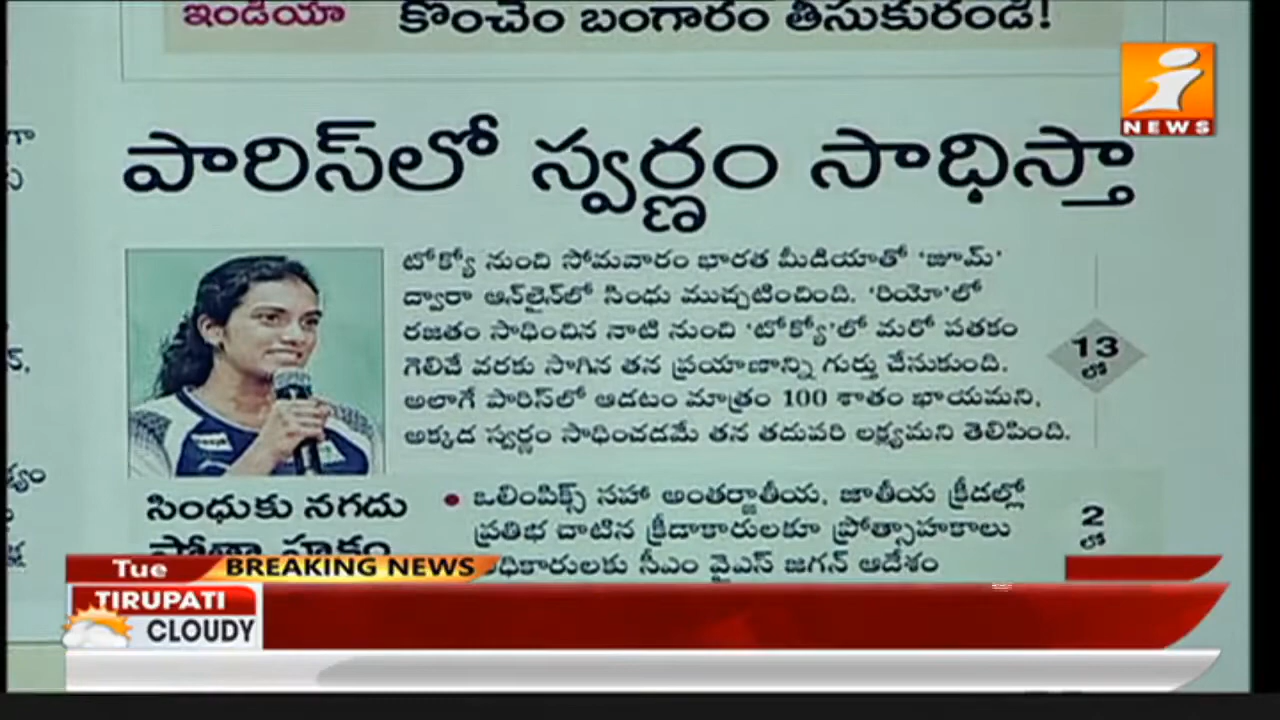 ఇండియా
కొంచెం బంగారం తీసుకురండి!
NEWS
పారిస్‌లో స్వర్ణం సాధిస్తా
టోక్యో నుంచి సోమవారం భారత మీడియాతో ‘జూమ్’
ద్వారా ఆన్‌లైన్‌లో సింధు ముచ్చటించింది. ‘రియో’లో
రజతం సాధించిన నాటి నుంచి ‘టోక్యో’లో మరో పతకం
గెలిచే వరకు సాగిన తన ప్రయాణాన్ని గుర్తు చేసుకుంది.
అలాగే పారిస్‌లో ఆడటం మాత్రం 100 శాతం ఖాయమని,
అక్కడ స్వర్ణం సాధించడమే తన తదుపరి లక్ష్యమని తెలిపింది.
13
లో
సింధుకు నగదు
ప్రోత్సాహకం
• ఒలింపిక్స్ సహా అంతర్జాతీయ, జాతీయ క్రీడల్లో
ప్రతిభ చాటిన క్రీడాకారులకూ ప్రోత్సాహకాలు
అధికారులకు సీఎం వైఎస్ జగన్ ఆదేశం
2
లో
Tue
BREAKING NEWS
TIRUPATI
CLOUDY